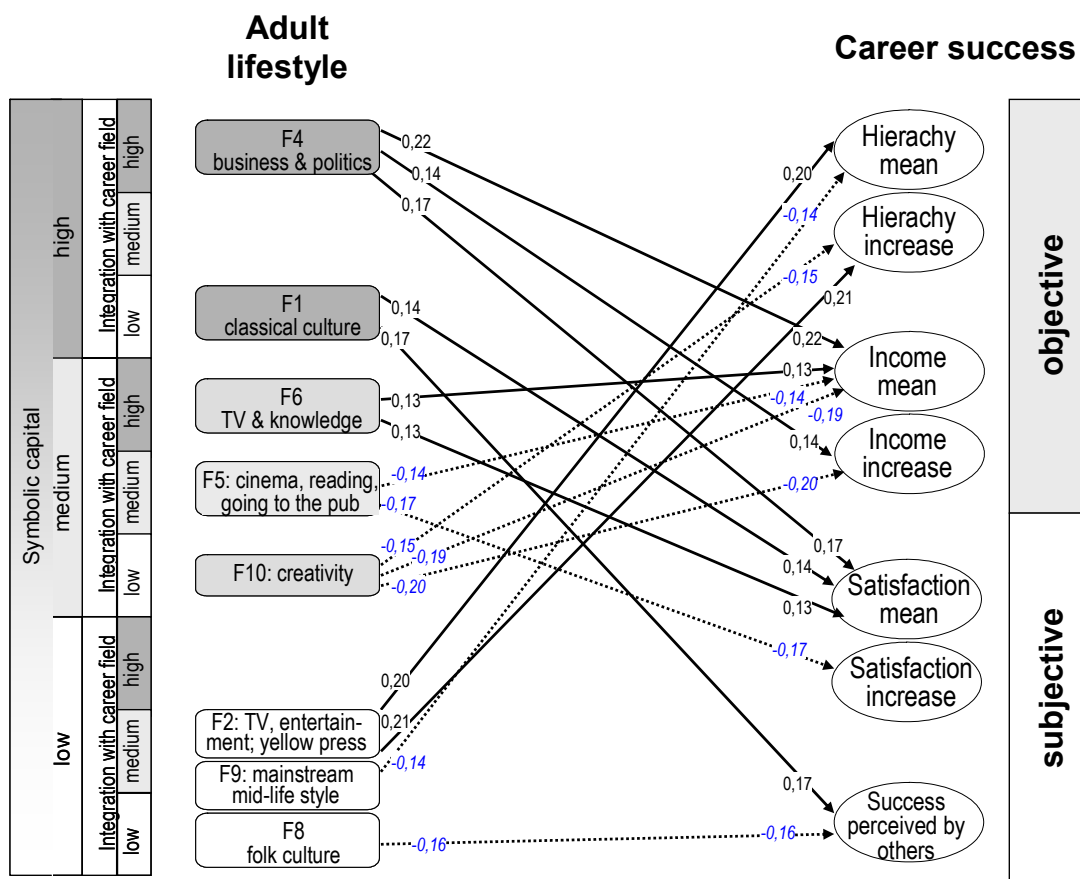 Adult
lifestyle
Career success
Symbolic capital
high
medium
low
Integration with career field
high
medium
low
Integration with career field
high
medium
low
Integration with career field
high
medium
low
F4
business & politics
F1
classical culture
F6
TV & knowledge
F5: cinema, reading,
going to the pub
F10: creativity
F2: TV, entertain-
ment; yellow press
F9: mainstream
mid-life style
F8
folk culture
0,22
0,14
0,17
0,14
0,17
0,13
0,13
-0,14
-0,17
-0,15
-0,19
-0,20
0,20
0,21
-0,14
-0,16
0,20
-0,14
-0,15
0,21
0,22
0,13
-0,14
-0,19
0,14
-0,20
0,17
0,14
0,13
-0,17
0,17
-0,16
Hierachy
mean
Hierachy
increase
Income
mean
Income
increase
Satisfaction
mean
Satisfaction
increase
Success
perceived by
others
objective
subjective